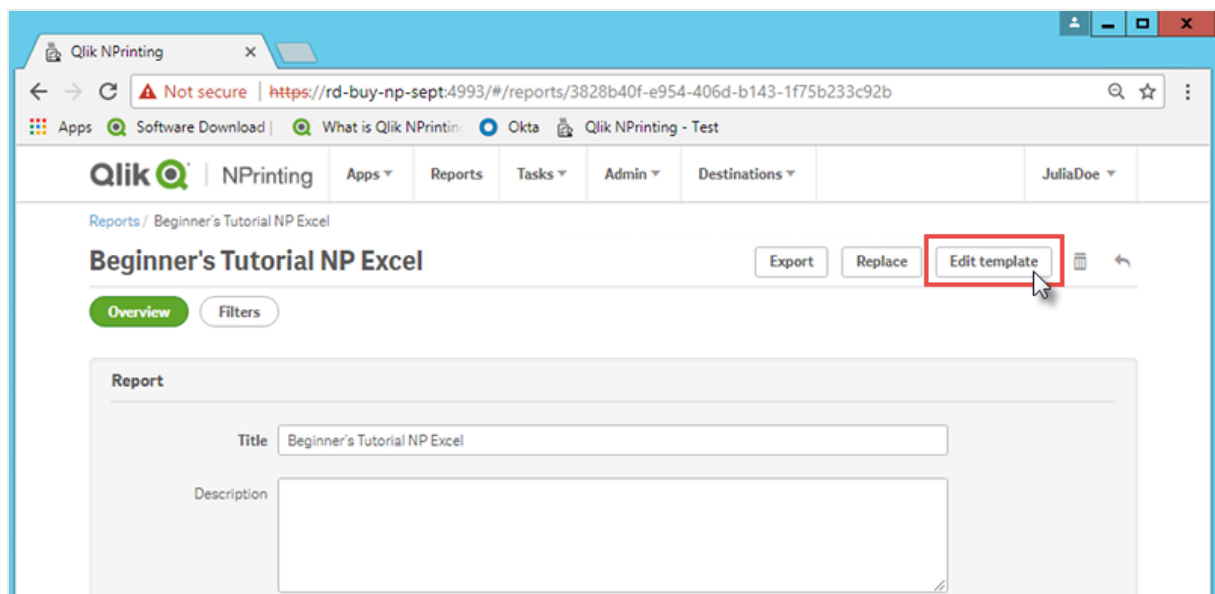 Qlik NPrinting
Not secure | https://rd-buy-np-sept:4993/#/reports/3828b40f-e954-406d-b143-1f75b233c92b
Apps Software Download | What is Qlik NPrintin Okta Qlik NPrinting - Test
Qlik NPrinting Apps Reports Tasks Admin Destinations JuliaDoe
Reports / Beginner's Tutorial NP Excel
Beginner's Tutorial NP Excel Export Replace Edit template
Overview Filters
Report
Title Beginner's Tutorial NP Excel
Description